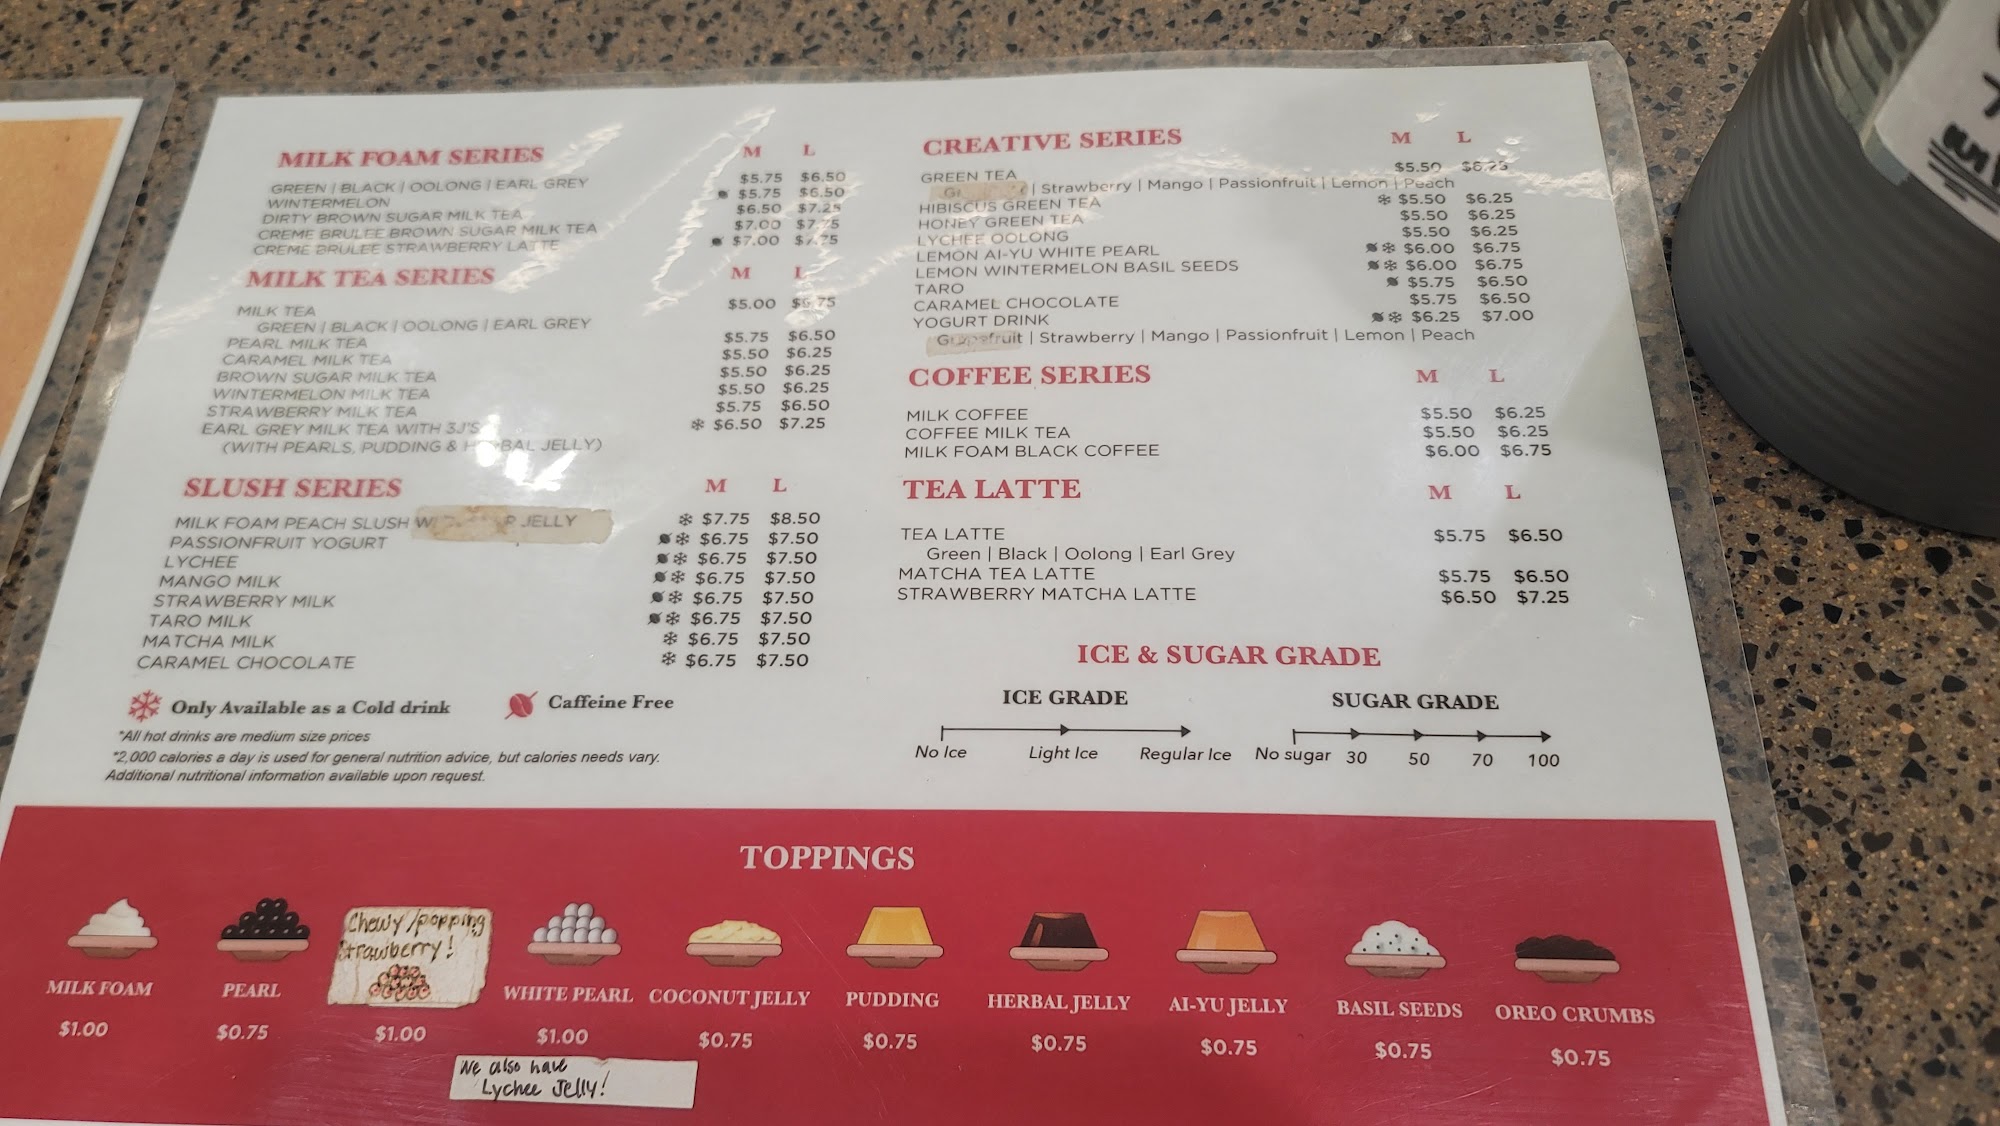 MILK FOAM SERIES M L
GREEN | BLACK | OOLONG | EARL GREY $5.75 $6.50
WINTERMELON $5.75 $6.50
DIRTY BROWN SUGAR MILK TEA $6.50 $7.25
CREME BRULEE BROWN SUGAR MILK TEA $7.00 $7.75
CREME BRULEE STRAWBERRY LATTE $7.00 $7.75
MILK TEA SERIES M L
MILK TEA $5.00 $5.75
GREEN | BLACK | OOLONG | EARL GREY
PEARL MILK TEA $5.75 $6.50
CARAMEL MILK TEA $5.50 $6.25
BROWN SUGAR MILK TEA $5.50 $6.25
WINTERMELON MILK TEA $5.50 $6.25
STRAWBERRY MILK TEA $5.75 $6.50
EARL GREY MILK TEA WITH 3J'S $6.50 $7.25
(WITH PEARLS, PUDDING & HERBAL JELLY)
SLUSH SERIES M L
MILK FOAM PEACH SLUSH JELLY $7.75 $8.50
PASSIONFRUIT YOGURT $6.75 $7.50
LYCHEE $6.75 $7.50
MANGO MILK $6.75 $7.50
STRAWBERRY MILK $6.75 $7.50
TARO MILK $6.75 $7.50
MATCHA MILK $6.75 $7.50
CARAMEL CHOCOLATE $6.75 $7.50
Only Available as a Cold drink Caffeine Free
*All hot drinks are medium size prices
*2,000 calories a day is used for general nutrition advice, but calories needs vary.
Additional nutritional information available upon request.
CREATIVE SERIES M L
GREEN TEA $5.50 $6.25
| Strawberry | Mango | Passionfruit | Lemon | Peach
HIBISCUS GREEN TEA $5.50 $6.25
HONEY GREEN TEA $5.50 $6.25
LYCHEE OOLONG $5.50 $6.25
LEMON AI-YU WHITE PEARL $6.00 $6.75
LEMON WINTERMELON BASIL SEEDS $6.00 $6.75
TARO $5.75 $6.50
CARAMEL CHOCOLATE $5.75 $6.50
YOGURT DRINK $6.25 $7.00
Grapefruit | Strawberry | Mango | Passionfruit | Lemon | Peach
COFFEE SERIES M L
MILK COFFEE $5.50 $6.25
COFFEE MILK TEA $5.50 $6.25
MILK FOAM BLACK COFFEE $6.00 $6.75
TEA LATTE M L
TEA LATTE $5.75 $6.50
Green | Black | Oolong | Earl Grey
MATCHA TEA LATTE $5.75 $6.50
STRAWBERRY MATCHA LATTE $6.50 $7.25
ICE & SUGAR GRADE
ICE GRADE SUGAR GRADE
No Ice Light Ice Regular Ice No sugar 30 50 70 100
TOPPINGS
Chewy/popping
Strawberry!
MILK FOAM PEARL WHITE PEARL COCONUT JELLY PUDDING HERBAL JELLY AI-YU JELLY BASIL SEEDS OREO CRUMBS
$1.00 $0.75 $1.00 $1.00 $0.75 $0.75 $0.75 $0.75 $0.75 $0.75
We also have
Lychee Jelly!